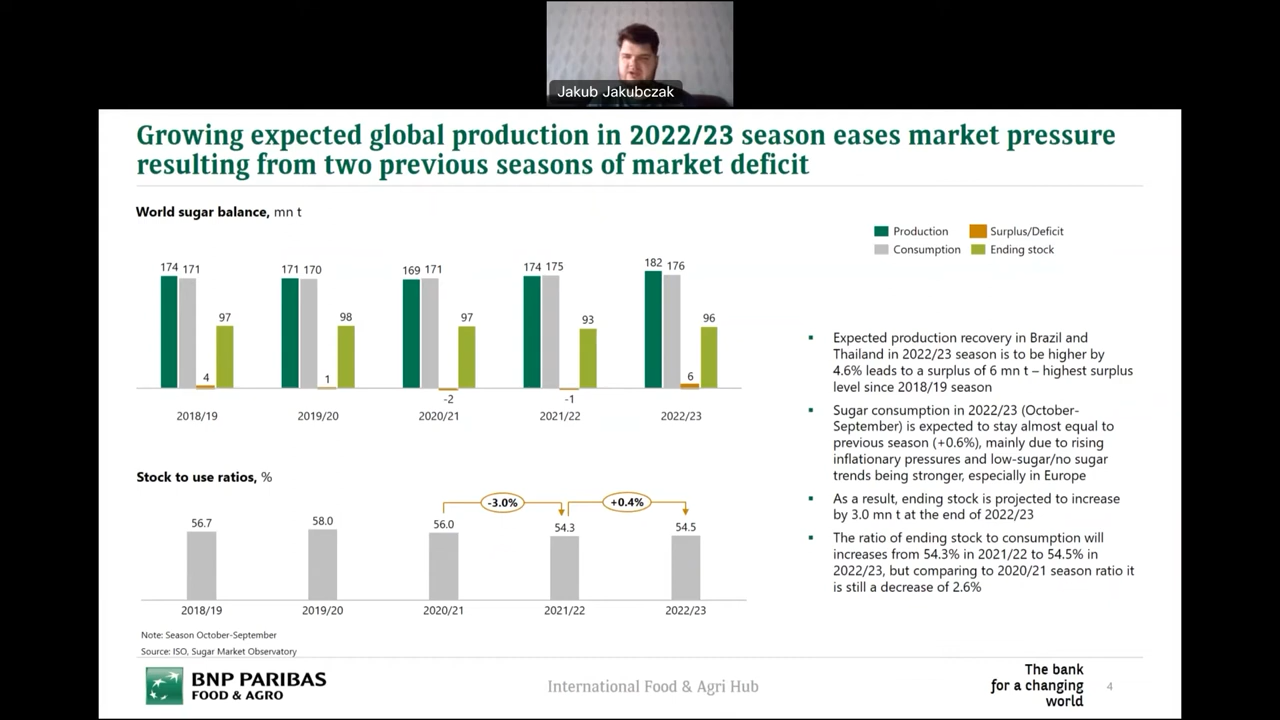 Jakub Jakubczak
Growing expected global production in 2022/23 season eases market pressure
resulting from two previous seasons of market deficit
World sugar balance, mn t
Production
Surplus/Deficit
Consumption
Ending stock
174 171 4 97
171 170 1 98
169 171 -2 97
174 175 -1 93
182 176 6 96
2018/19 2019/20 2020/21 2021/22 2022/23
Stock to use ratios, %
-3.0% +0.4%
56.7 58.0 56.0 54.3 54.5
2018/19 2019/20 2020/21 2021/22 2022/23
Note: Season October-September
Source: ISO, Sugar Market Observatory
▪ Expected production recovery in Brazil and
Thailand in 2022/23 season is to be higher by
4.6% leads to a surplus of 6 mn t – highest surplus
level since 2018/19 season
▪ Sugar consumption in 2022/23 (October-
September) is expected to stay almost equal to
previous season (+0.6%), mainly due to rising
inflationary pressures and low-sugar/no sugar
trends being stronger, especially in Europe
▪ As a result, ending stock is projected to increase
by 3.0 mn t at the end of 2022/23
▪ The ratio of ending stock to consumption will
increases from 54.3% in 2021/22 to 54.5% in
2022/23, but comparing to 2020/21 season ratio it
is still a decrease of 2.6%
BNP PARIBAS
FOOD & AGRO
International Food & Agri Hub
The bank
for a changing
world
4